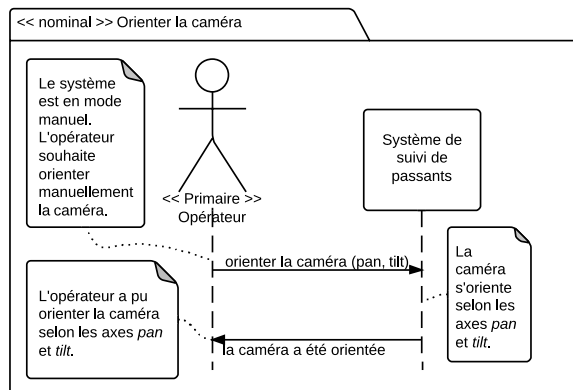 << nominal >> Orienter la caméra
Le système
est en mode
manuel.
L'opérateur
souhaite
orienter
manuellement
la caméra.
<< Primaire >>
Opérateur
Système de
suivi de
passants
orienter la caméra (pan, tilt)
La
caméra
s'oriente
selon les
axes pan
et tilt.
L'opérateur a pu
orienter la caméra
selon les axes pan
et tilt.
la caméra a été orientée